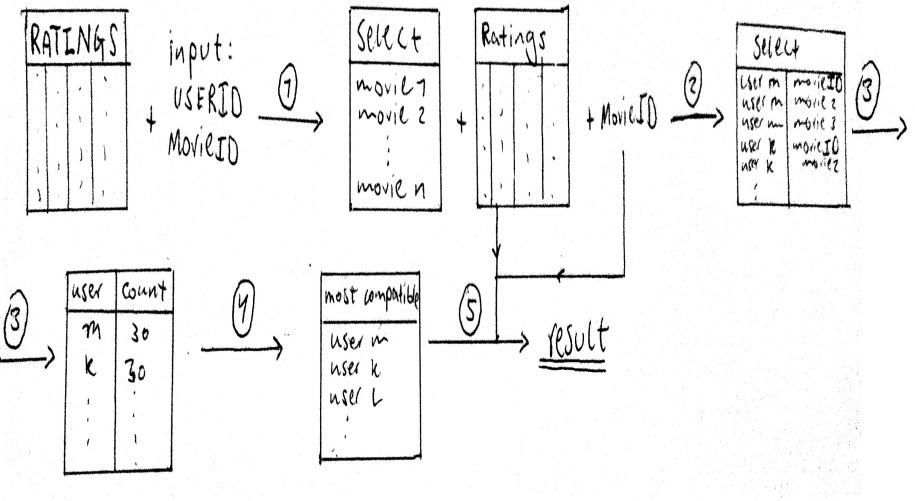 RATINGS
input:
USERID
MovieID
+
1
Select
movie 1
movie 2
movie n
+
Ratings
+ MovieID
2
Select
user m movieID
user m movie 2
user m movie 3
user k movieID
user k movie 2
3
3
user count
m 30
k 30
4
most compatible
user m
user k
user L
5
result